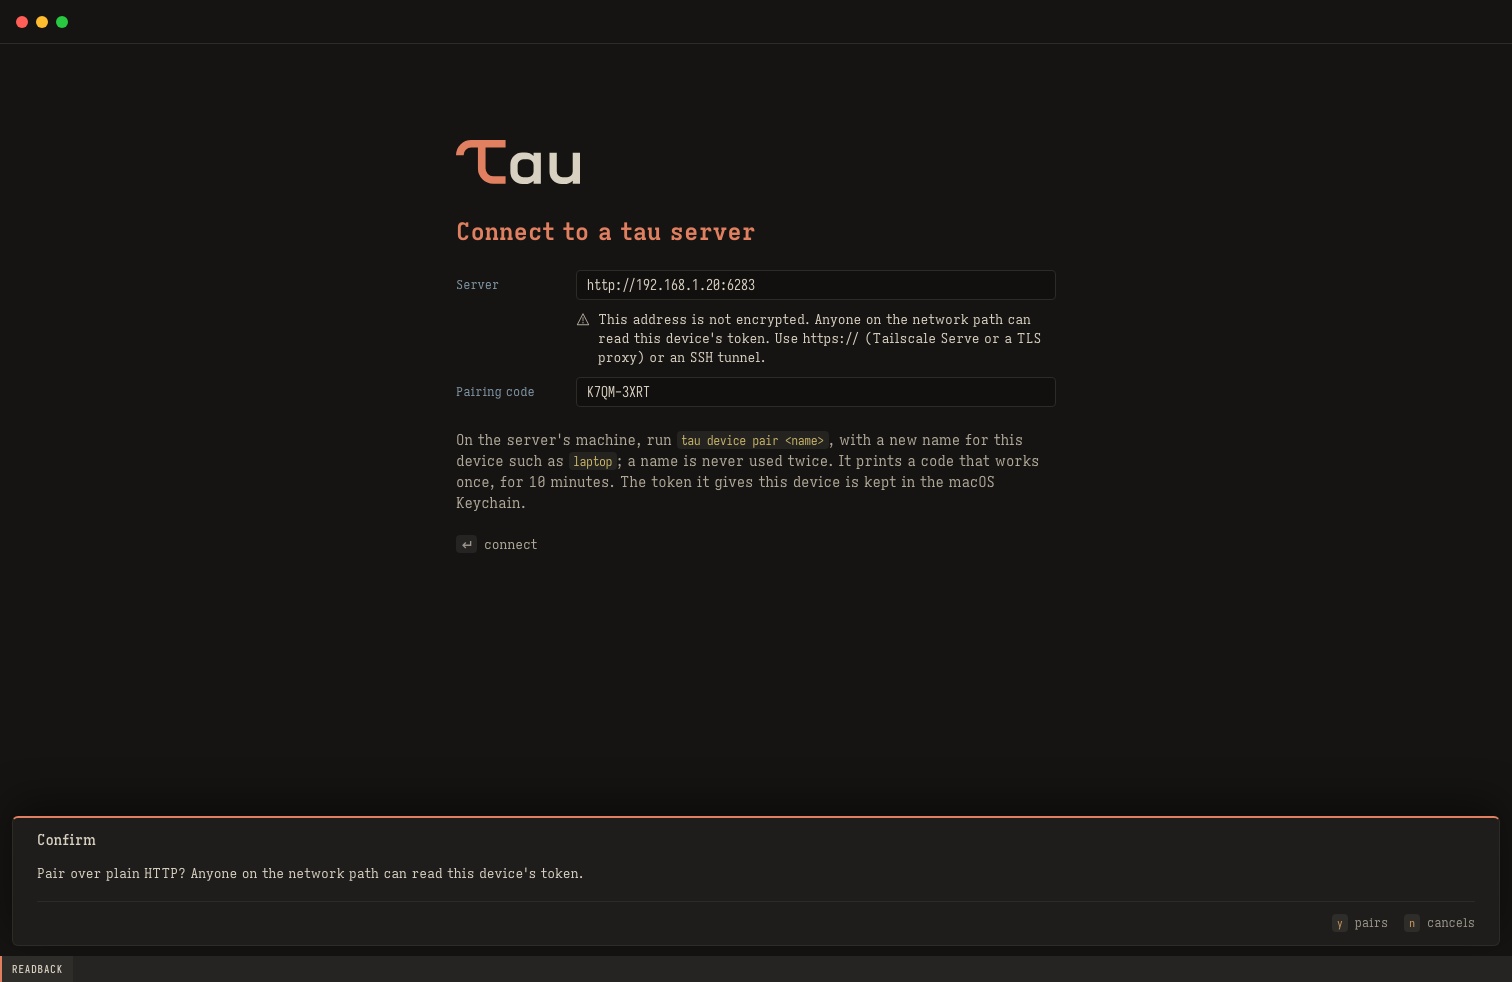 Tau
Connect to a tau server
Server
http://192.168.1.20:6283
This address is not encrypted. Anyone on the network path can
read this device's token. Use https:// (Tailscale Serve or a TLS
proxy) or an SSH tunnel.
Pairing code
K7QM-3XRT
On the server's machine, run tau device pair <name>, with a new name for this
device such as laptop; a name is never used twice. It prints a code that works
once, for 10 minutes. The token it gives this device is kept in the macOS
Keychain.
↵ connect
Confirm
Pair over plain HTTP? Anyone on the network path can read this device's token.
y pairs n cancels
READBACK